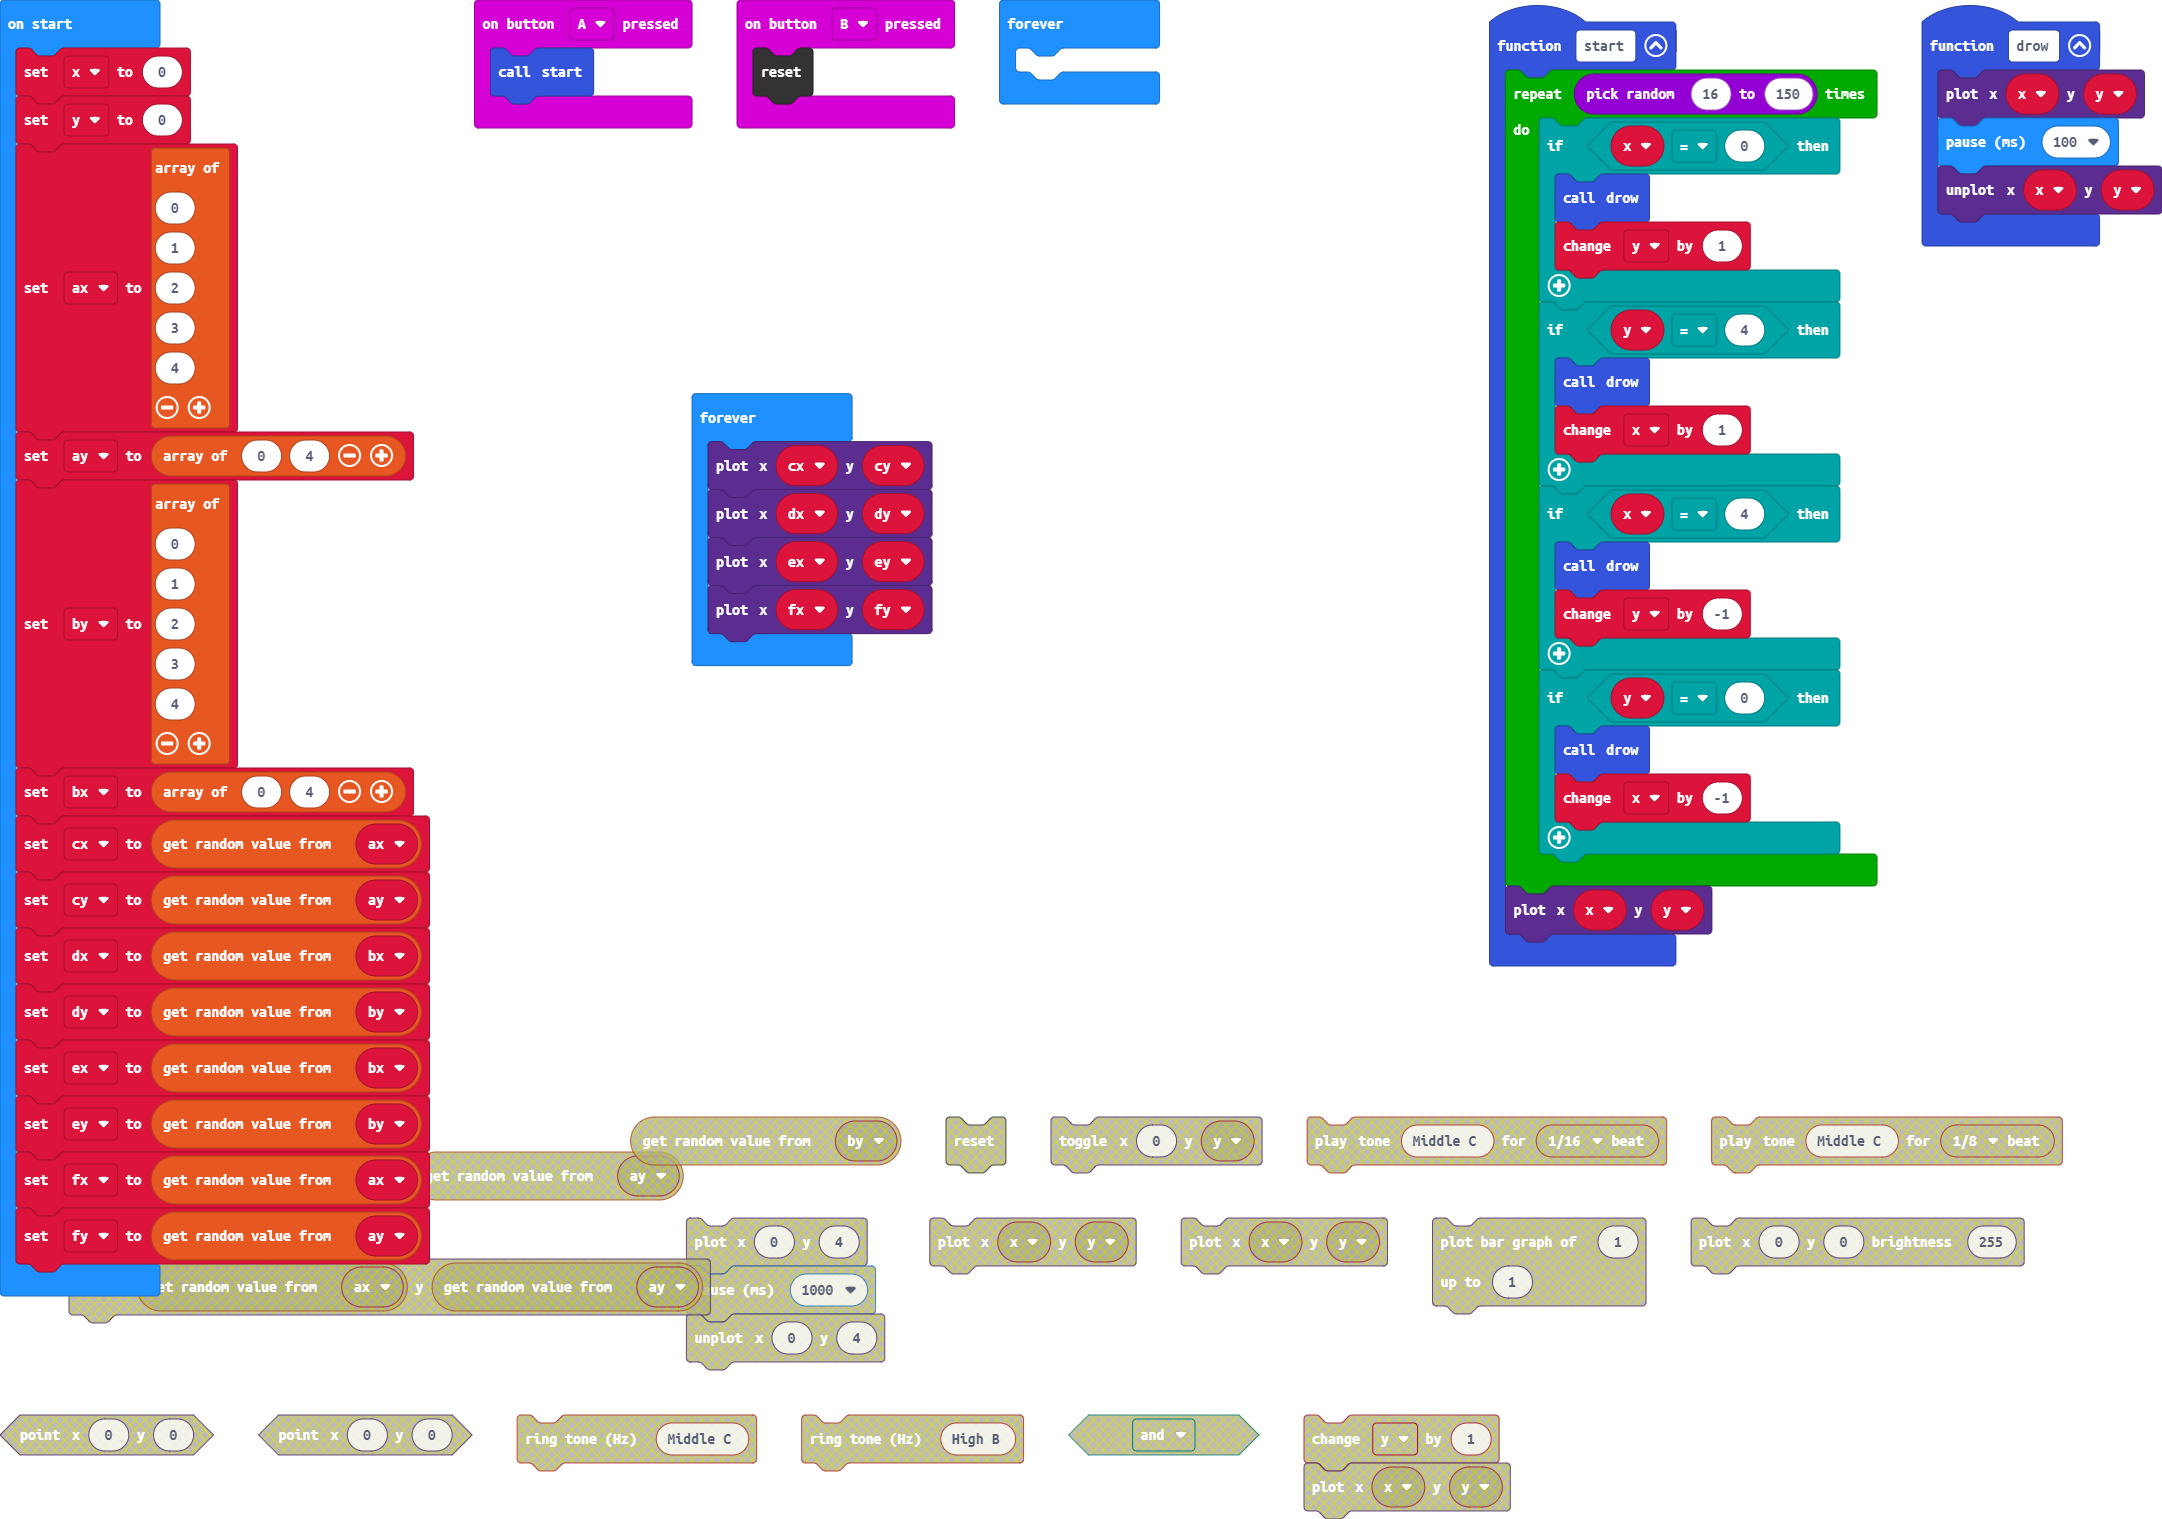 on start
set x to 0
set y to 0
set ax to array of
0
1
2
3
4
set ay to array of 0 4
set by to array of
0
1
2
3
4
set bx to array of 0 4
set cx to get random value from ax
set cy to get random value from ay
set dx to get random value from bx
set dy to get random value from by
set ex to get random value from bx
set ey to get random value from by
set fx to get random value from ax
set fy to get random value from ay
on button A pressed
call start
on button B pressed
reset
forever
forever
plot x cx y cy
plot x dx y dy
plot x ex y ey
plot x fx y fy
function start
repeat pick random 16 to 150 times
do
if x = 0 then
call drow
change y by 1
if y = 4 then
call drow
change x by 1
if x = 4 then
call drow
change y by -1
if y = 0 then
call drow
change x by -1
plot x x y y
function drow
plot x x y y
pause (ms) 100
unplot x x y y
get random value from by
random value from ay
reset
toggle x 0 y y
play tone Middle C for 1/16 beat
play tone Middle C for 1/8 beat
random value from ax y get random value from ay
plot x 0 y 4
(ms) 1000
unplot x 0 y 4
plot x x y y
plot x x y y
plot bar graph of 1
up to 1
plot x 0 y 0 brightness 255
point x 0 y 0
point x 0 y 0
ring tone (Hz) Middle C
ring tone (Hz) High B
and
change y by 1
plot x x y y